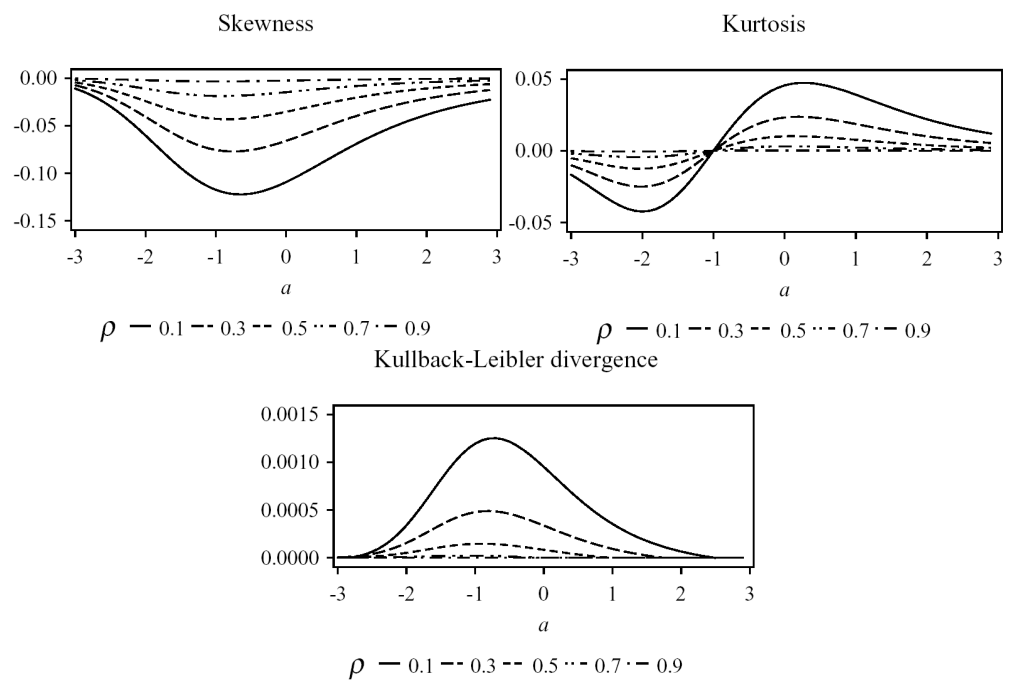 Skewness
0.00
-0.05
-0.10
-0.15
-3 -2 -1 0 1 2 3
a
ρ 0.1 0.3 0.5 0.7 0.9
Kurtosis
0.05
0.00
-0.05
-3 -2 -1 0 1 2 3
a
ρ 0.1 0.3 0.5 0.7 0.9
Kullback-Leibler divergence
0.0015
0.0010
0.0005
0.0000
-3 -2 -1 0 1 2 3
a
ρ 0.1 0.3 0.5 0.7 0.9